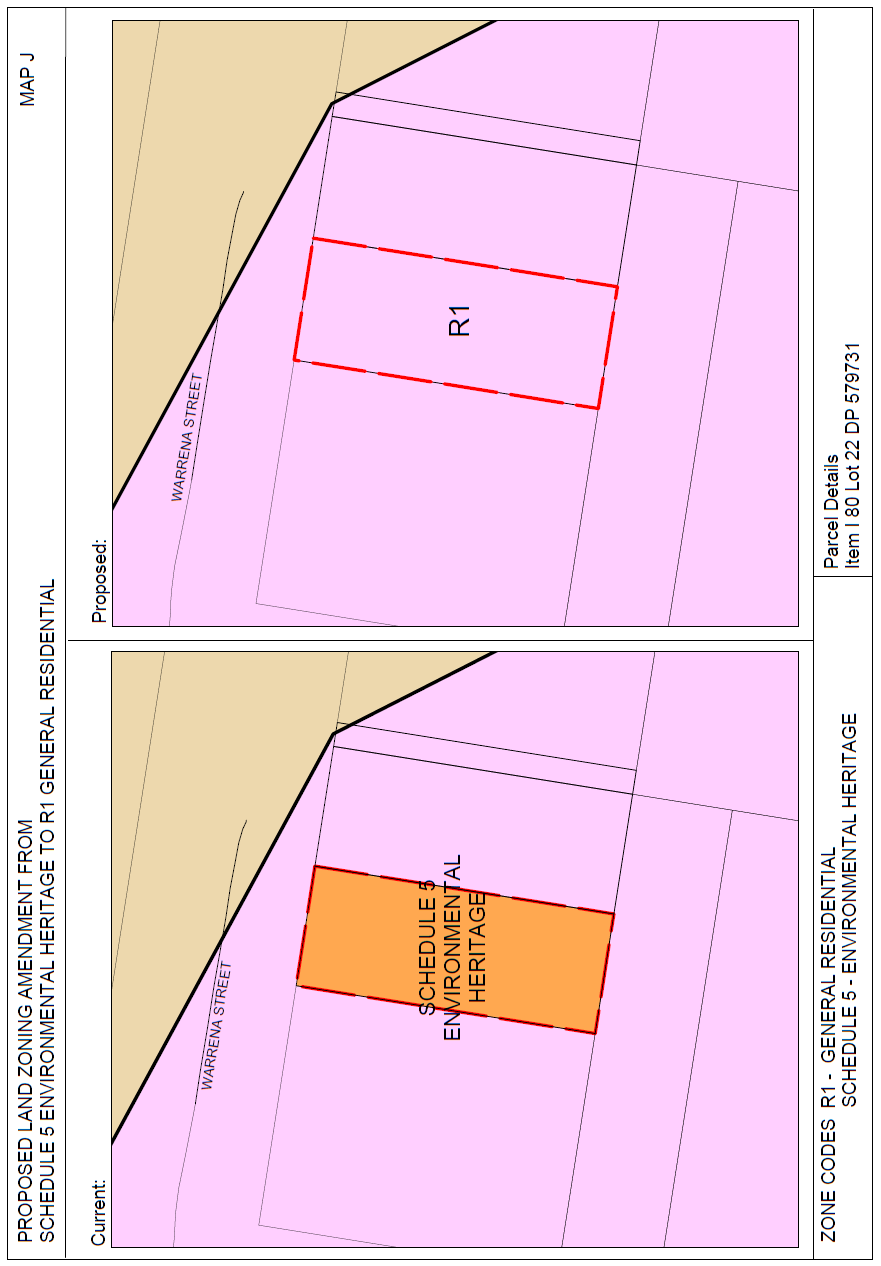 PROPOSED LAND ZONING AMENDMENT FROM
SCHEDULE 5 ENVIRONMENTAL HERITAGE TO R1 GENERAL RESIDENTIAL
MAP J
Current:
WARRENA STREET
SCHEDULE 5
ENVIRONMENTAL
HERITAGE
Proposed:
WARRENA STREET
R1
ZONE CODES R1 - GENERAL RESIDENTIAL
SCHEDULE 5 - ENVIRONMENTAL HERITAGE
Parcel Details
Item I 80 Lot 22 DP 579731